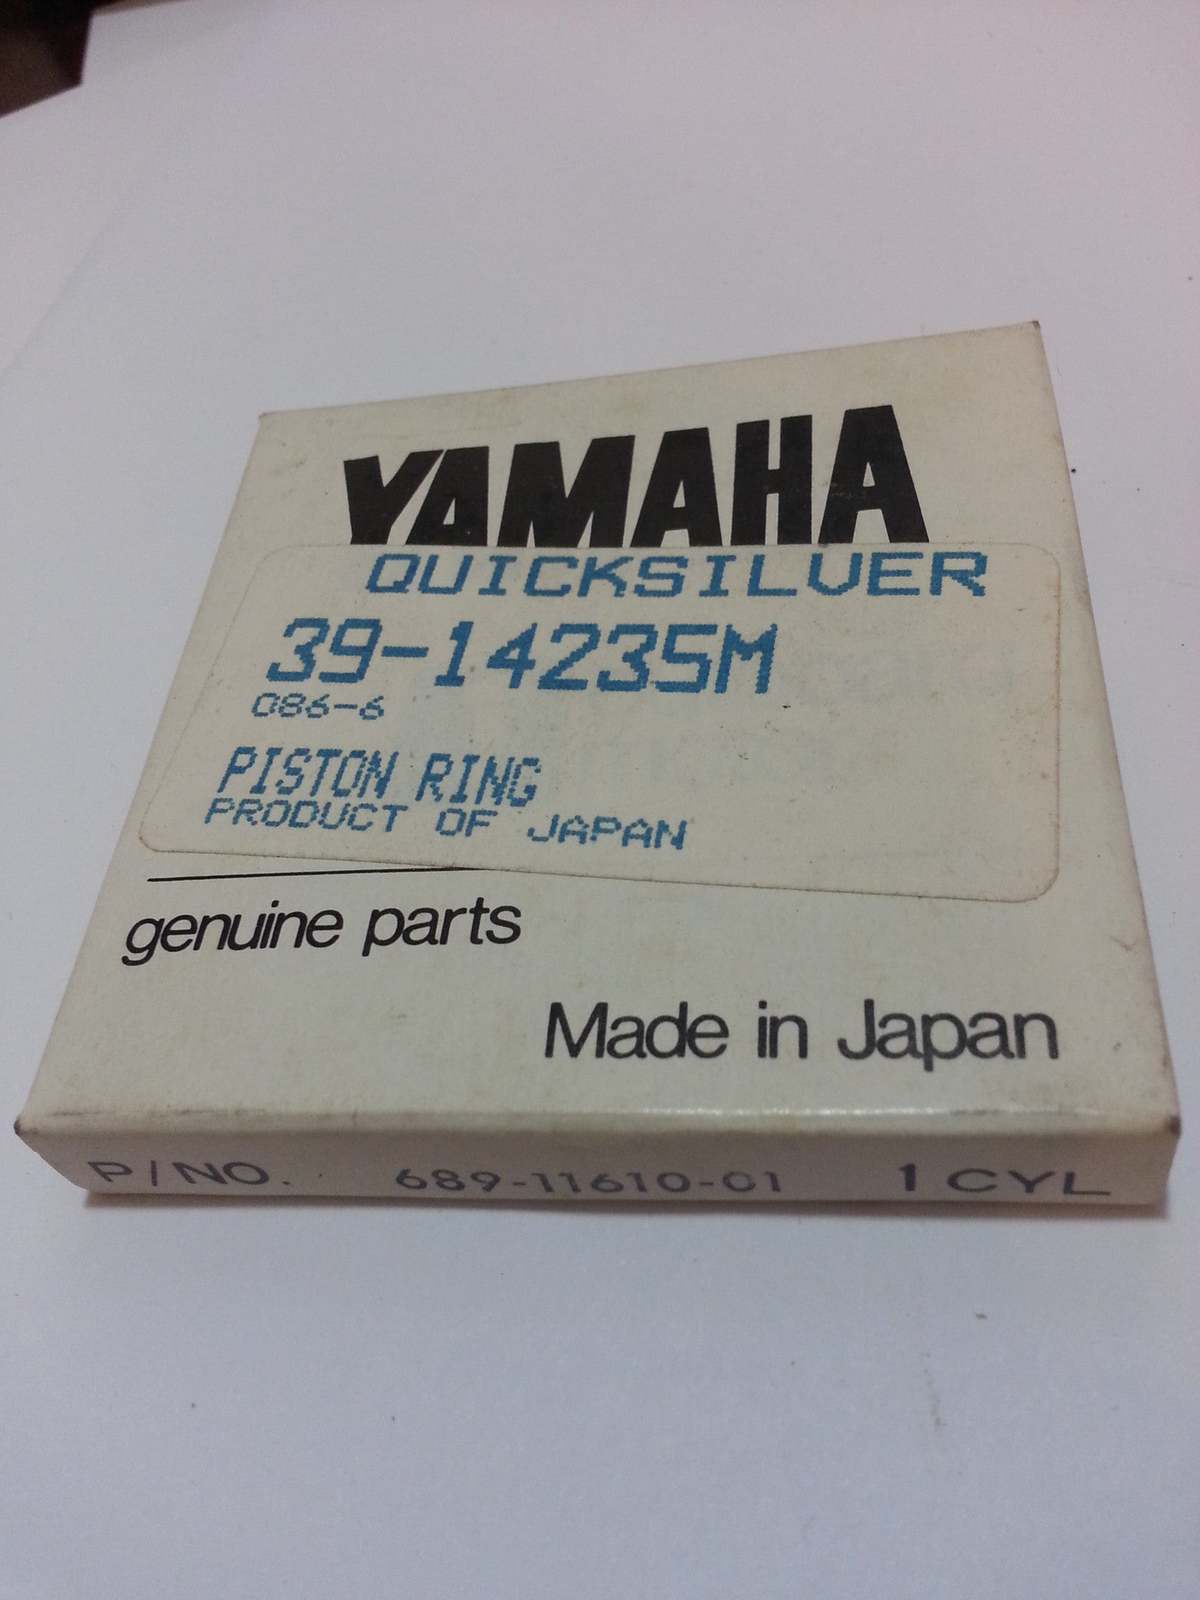 YAMAHA
QUICKSILVER
39-14235M
086-6
PISTON RING
PRODUCT OF JAPAN
genuine parts
Made in Japan
P/NO. 689-11610-01 1 CYL